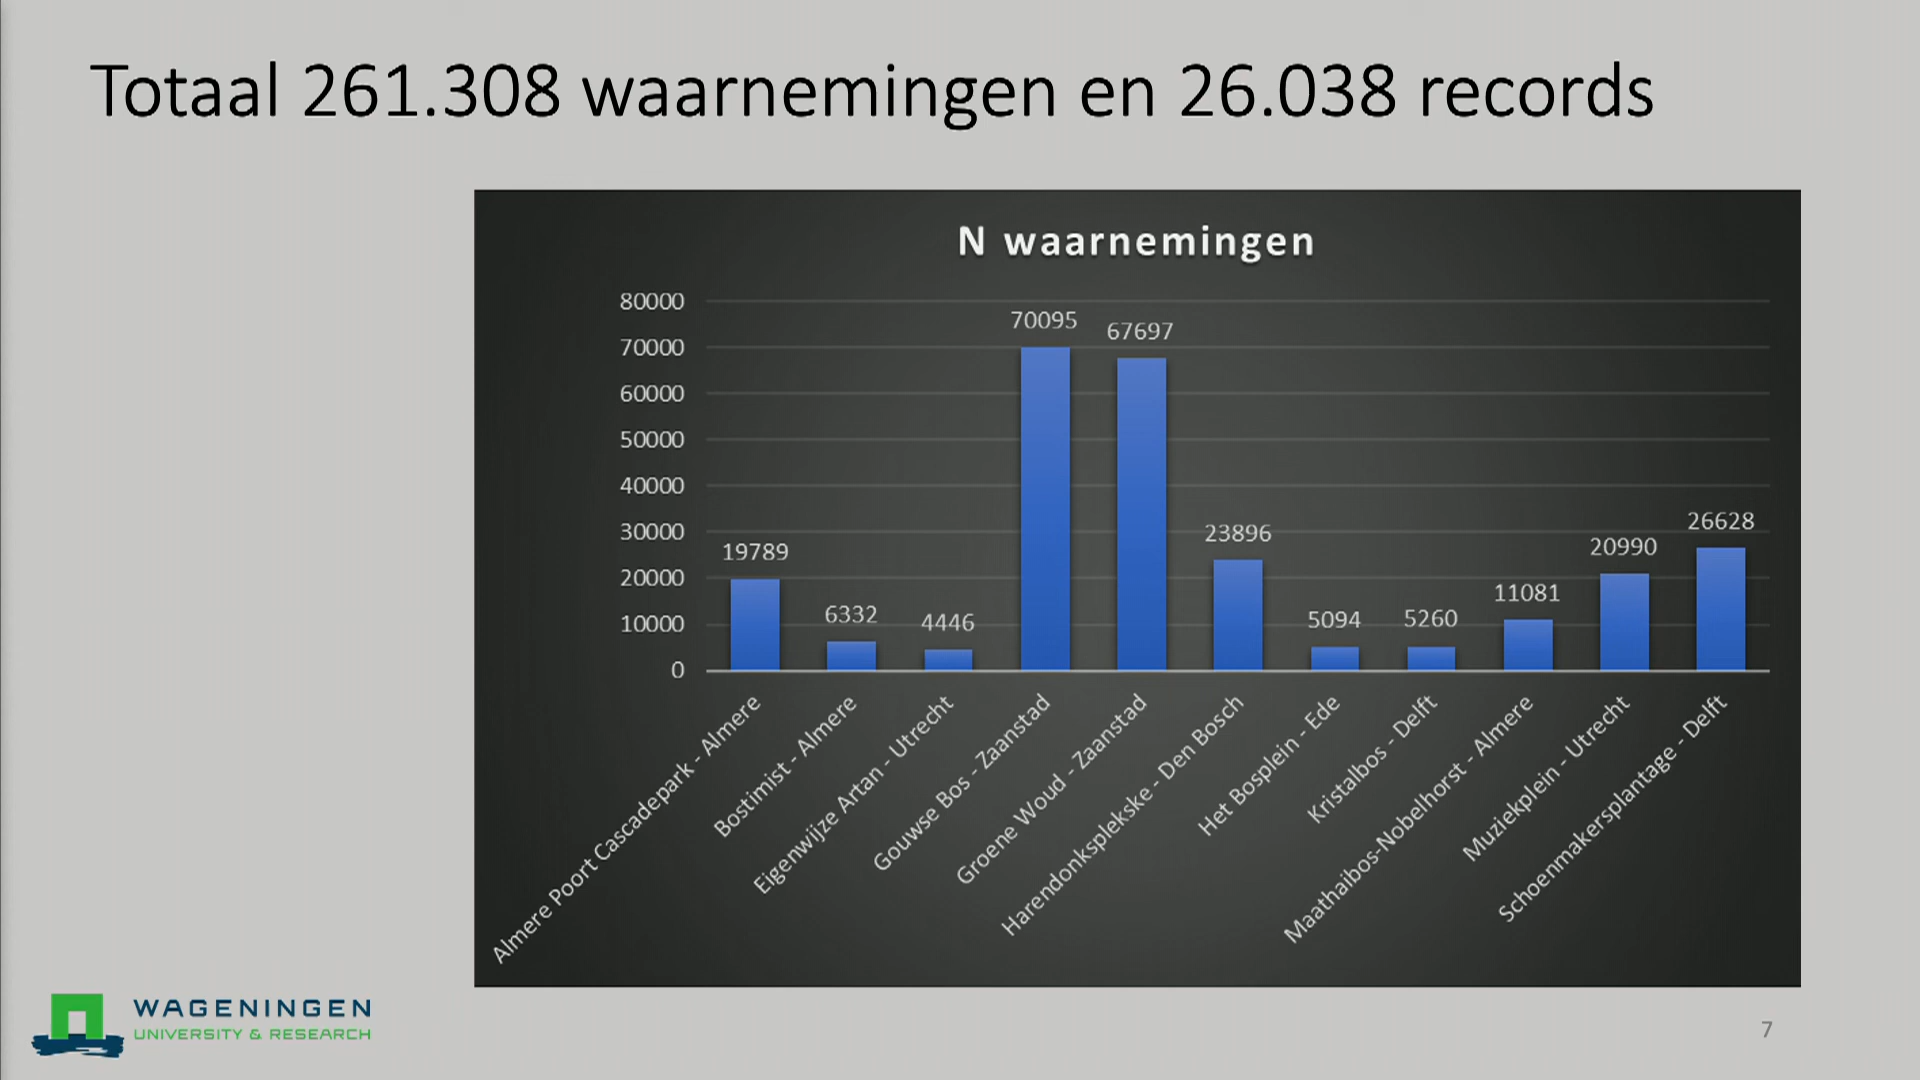 Totaal 261.308 waarnemingen en 26.038 records
N waarnemingen
80000
70000
60000
50000
40000
30000
20000
10000
0
19789
6332
4446
70095
67697
23896
5094
5260
11081
20990
26628
Almere Poort Cascadepark - Almere
Bostimist - Almere
Eigenwijze Artan - Utrecht
Gouwse Bos - Zaanstad
Groene Woud - Zaanstad
Harendonksplekske - Den Bosch
Het Bosplein - Ede
Kristalbos - Delft
Maathaibos-Nobelhorst - Almere
Muziekplein - Utrecht
Schoenmakersplantage - Delft
WAGENINGEN
UNIVERSITY & RESEARCH
7